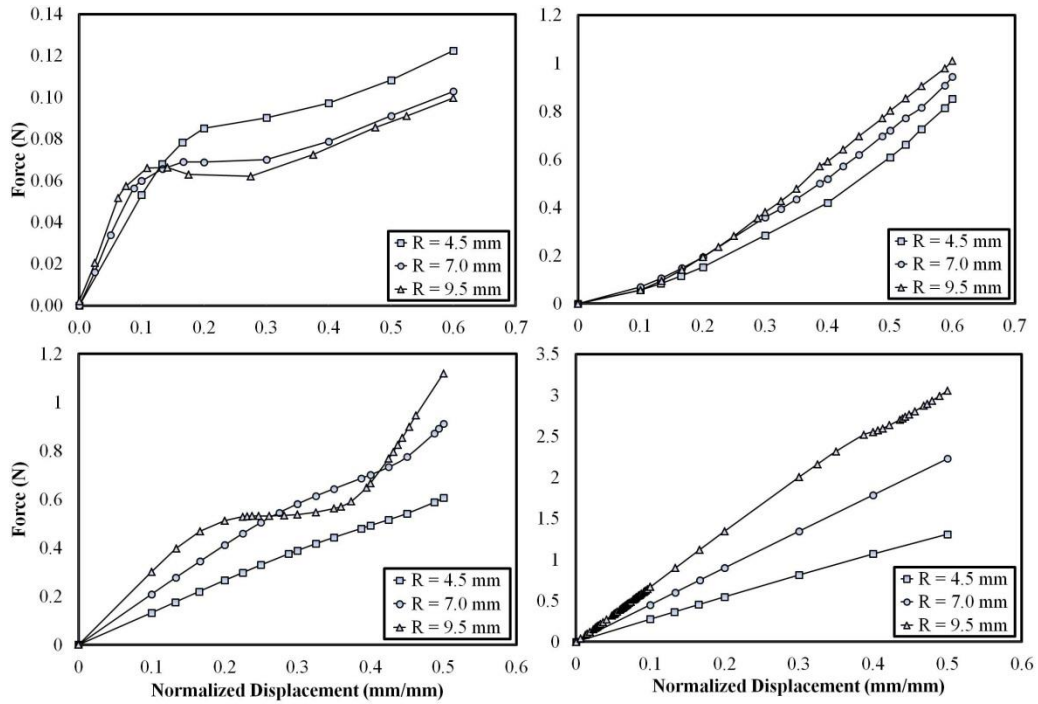 0.14
0.12
0.10
0.08
0.06
0.04
0.02
0.00
Force (N)
0.0 0.1 0.2 0.3 0.4 0.5 0.6 0.7
R = 4.5 mm
R = 7.0 mm
R = 9.5 mm
1.2
1
0.8
0.6
0.4
0.2
0
0 0.1 0.2 0.3 0.4 0.5 0.6 0.7
R = 4.5 mm
R = 7.0 mm
R = 9.5 mm
1.2
1
0.8
0.6
0.4
0.2
0
Force (N)
0.0 0.1 0.2 0.3 0.4 0.5 0.6
Normalized Displacement (mm/mm)
R = 4.5 mm
R = 7.0 mm
R = 9.5 mm
3.5
3
2.5
2
1.5
1
0.5
0
0 0.1 0.2 0.3 0.4 0.5 0.6
Normalized Displacement (mm/mm)
R = 4.5 mm
R = 7.0 mm
R = 9.5 mm